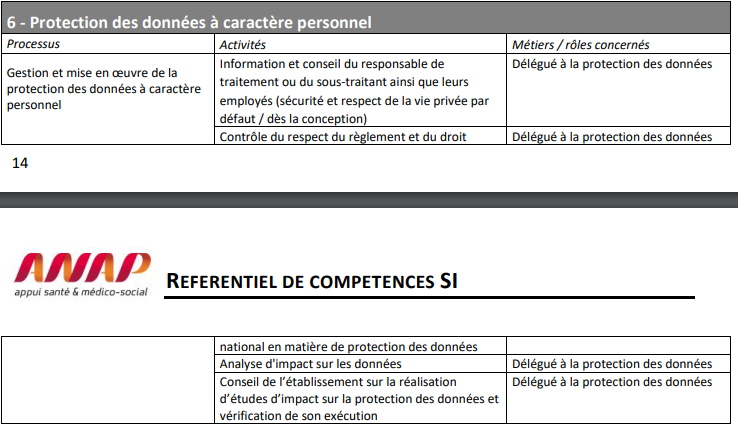 6 - Protection des données à caractère personnel
Processus
Activités
Métiers / rôles concernés
Gestion et mise en œuvre de la
protection des données à caractère
personnel
Information et conseil du responsable de
traitement ou du sous-traitant ainsi que leurs
employés (sécurité et respect de la vie privée par
défaut / dès la conception)
Délégué à la protection des données
Contrôle du respect du règlement et du droit
Délégué à la protection des données
14
ANAP
appui santé & médico-social
REFERENTIEL DE COMPETENCES SI
national en matière de protection des données
Analyse d'impact sur les données
Délégué à la protection des données
Conseil de l’établissement sur la réalisation
d’études d’impact sur la protection des données et
vérification de son exécution
Délégué à la protection des données